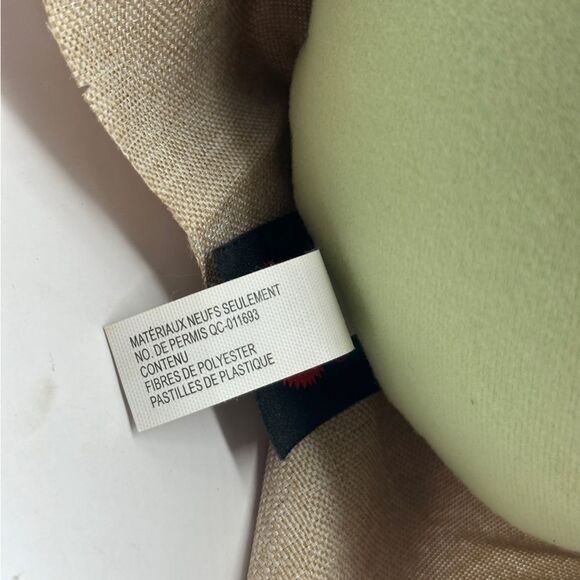 MATÉRIAUX NEUFS SEULEMENT
NO. DE PERMIS QC-011693
CONTENU
FIBRES DE POLYESTER
PASTILLES DE PLASTIQUE